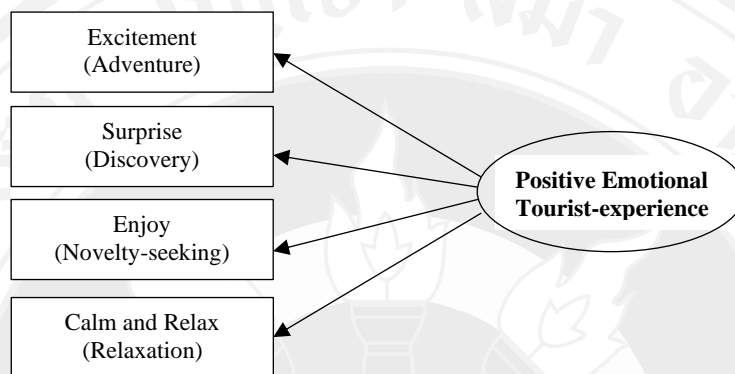 Excitement
(Adventure)
Surprise
(Discovery)
Enjoy
(Novelty-seeking)
Calm and Relax
(Relaxation)
Positive Emotional
Tourist-experience